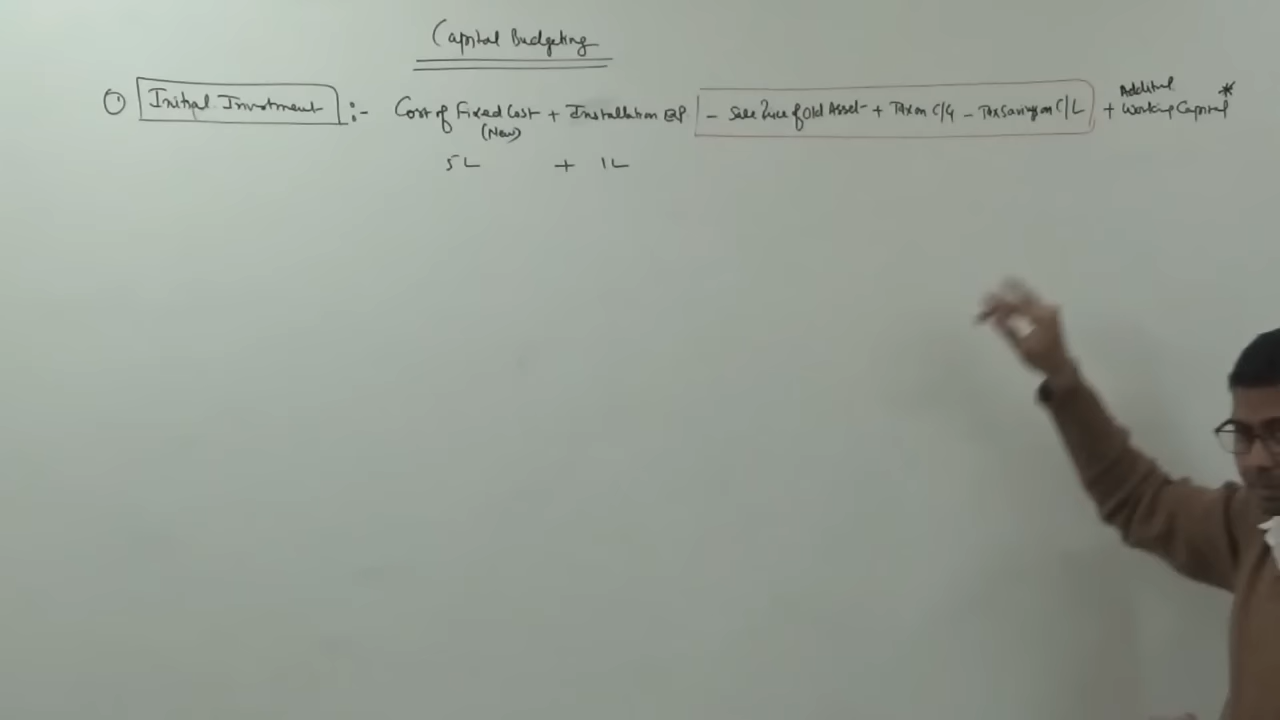 Capital Budgeting
① Initial Investment :- Cost of Fixed Cost + Installation Exp - Sale Price of Old Asset + Tax on C/G - Tax Saving on C/L + Additional Working Capital *
(New)
5L + 1L